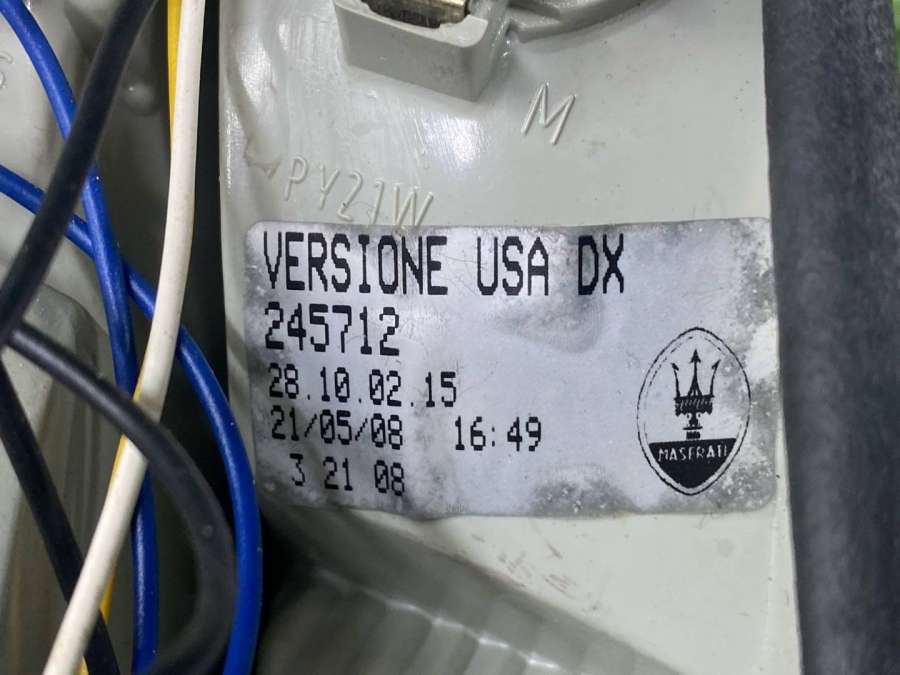 M
PY21W
VERSIONE USA DX
245712
28.10.02.15
21/05/08 16:49
3 21 08
MASERATI